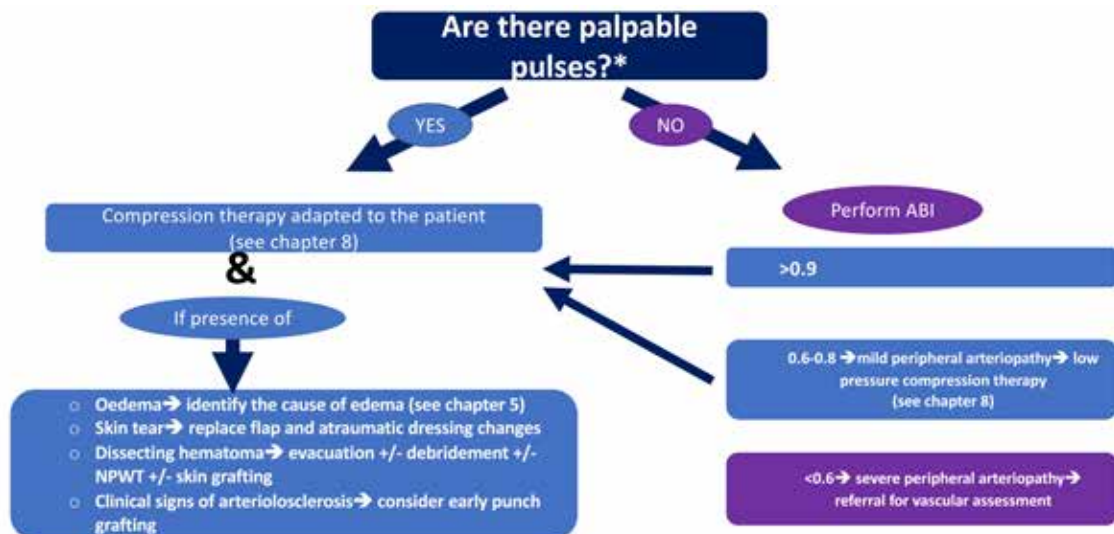 Are there palpable
pulses?*
YES
NO
Compression therapy adapted to the patient
(see chapter 8)
&
If presence of
o Oedema➔ identify the cause of edema (see chapter 5)
o Skin tear➔ replace flap and atraumatic dressing changes
o Dissecting hematoma➔ evacuation +/- debridement +/-
NPWT +/- skin grafting
o Clinical signs of arteriolosclerosis➔ consider early punch
grafting
Perform ABI
>0.9
0.6-0.8 ➔mild peripheral arteriopathy➔ low
pressure compression therapy
(see chapter 8)
<0.6➔ severe peripheral arteriopathy➔
referral for vascular assessment